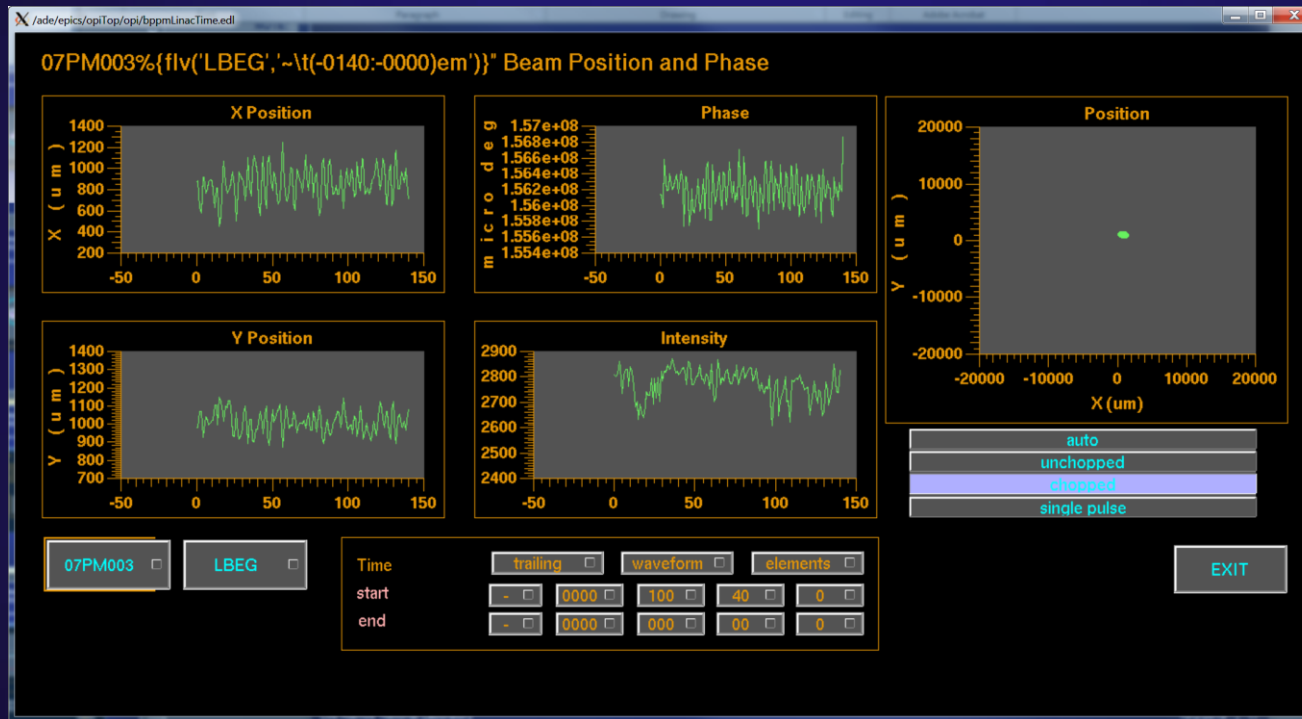 /ade/epics/opiTop/opi/bppmLinacTime.edl
07PM003%{flv('LBEG','~\t(-0140:-0000)em')}" Beam Position and Phase
X Position
X (um)
1400
1200
1000
800
600
400
200
-50 0 50 100 150
Phase
micro deg
1.57e+08
1.568e+08
1.566e+08
1.564e+08
1.562e+08
1.56e+08
1.558e+08
1.556e+08
1.554e+08
-50 0 50 100 150
Position
Y (um)
20000
10000
0
-10000
-20000
-20000 -10000 0 10000 20000
X (um)
Y Position
Y (um)
1400
1300
1200
1100
1000
900
800
700
-50 0 50 100 150
Intensity
2900
2800
2700
2600
2500
2400
-50 0 50 100 150
auto
unchopped
chopped
single pulse
07PM003 LBEG
Time trailing waveform elements
start - 0000 100 40 0
end - 0000 000 00 0
EXIT